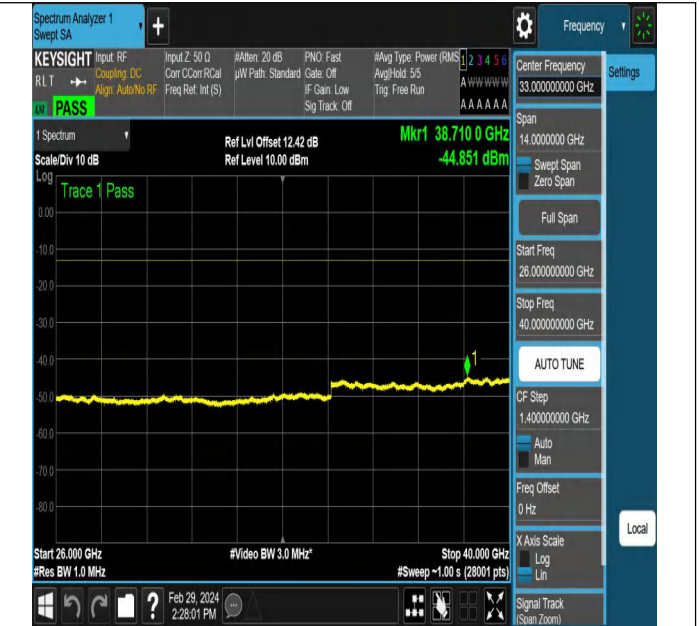 Spectrum Analyzer 1
Swept SA
+
Frequency
KEYSIGHT
RLT
PASS
Input: RF
Coupling: DC
Align: Auto/No RF
Input Z: 50 Ω
Corr CCorr RCal
Freq Ref: Int (S)
#Atten: 20 dB
µW Path: Standard
PNO: Fast
Gate: Off
IF Gain: Low
Sig Track: Off
#Avg Type: Power (RMS
Avg|Hold: 5/5
Trig: Free Run
1 2 3 4 5 6
A W W W W W
A A A A A A
1 Spectrum
Scale/Div 10 dB
Ref Lvl Offset 12.42 dB
Ref Level 10.00 dBm
Mkr1 38.710 0 GHz
-44.851 dBm
Log
Trace 1 Pass
0.00
-10.0
-20.0
-30.0
-40.0
-50.0
-60.0
-70.0
-80.0
1
Start 26.000 GHz
#Res BW 1.0 MHz
#Video BW 3.0 MHz*
Stop 40.000 GHz
#Sweep ~1.00 s (28001 pts)
Feb 29, 2024
2:28:01 PM
?
Center Frequency
33.000000000 GHz
Settings
Span
14.0000000 GHz
Swept Span
Zero Span
Full Span
Start Freq
26.000000000 GHz
Stop Freq
40.000000000 GHz
AUTO TUNE
CF Step
1.400000000 GHz
Auto
Man
Freq Offset
0 Hz
X Axis Scale
Log
Lin
Local
Signal Track
(Span Zoom)